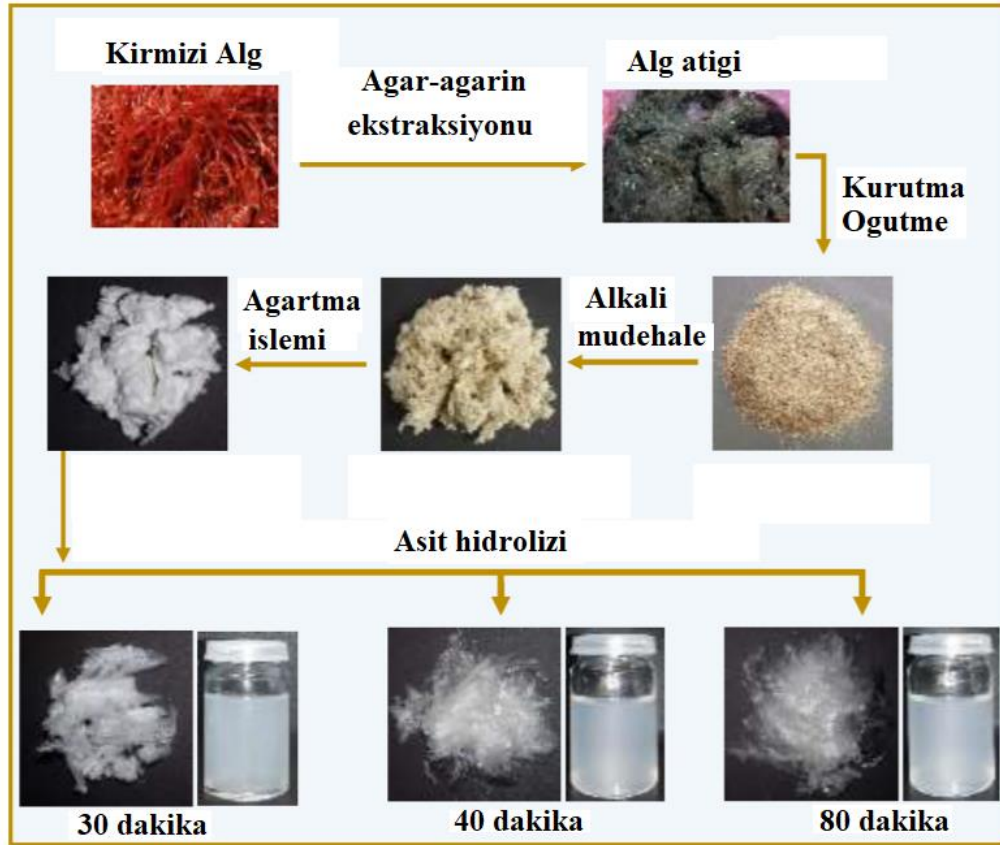 Kirmizi Alg
Agar-agarin
ekstraksiyonu
Alg atigi
Kurutma
Ogutme
Alkali
mudehale
Agartma
islemi
Asit hidrolizi
30 dakika
40 dakika
80 dakika